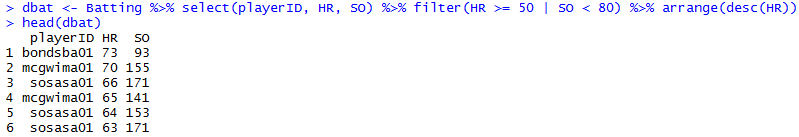 > dbat <- Batting %>% select(playerID, HR, SO) %>% filter(HR >= 50 | SO < 80) %>% arrange(desc(HR))
> head(dbat)
playerID HR SO
1 bondsba01 73 93
2 mcgwima01 70 155
3 sosasa01 66 171
4 mcgwima01 65 141
5 sosasa01 64 153
6 sosasa01 63 171